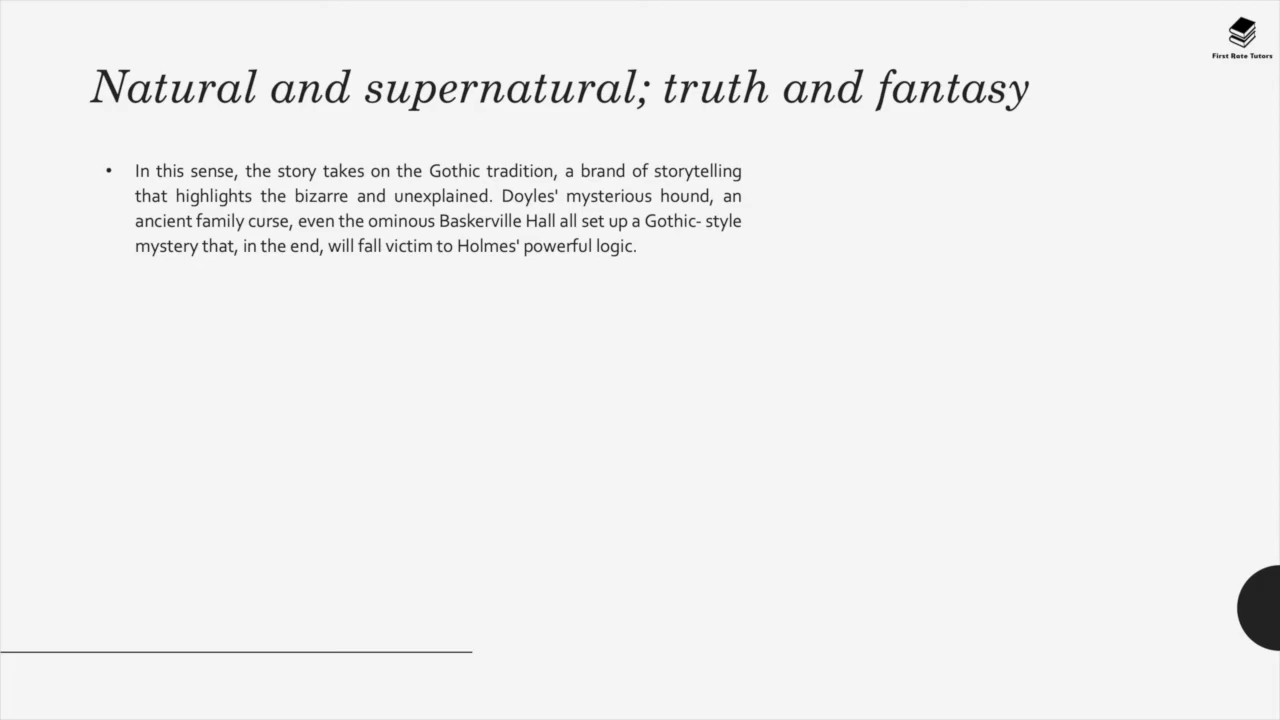 First Rate Tutors
Natural and supernatural; truth and fantasy
• In this sense, the story takes on the Gothic tradition, a brand of storytelling
that highlights the bizarre and unexplained. Doyles' mysterious hound, an
ancient family curse, even the ominous Baskerville Hall all set up a Gothic- style
mystery that, in the end, will fall victim to Holmes' powerful logic.